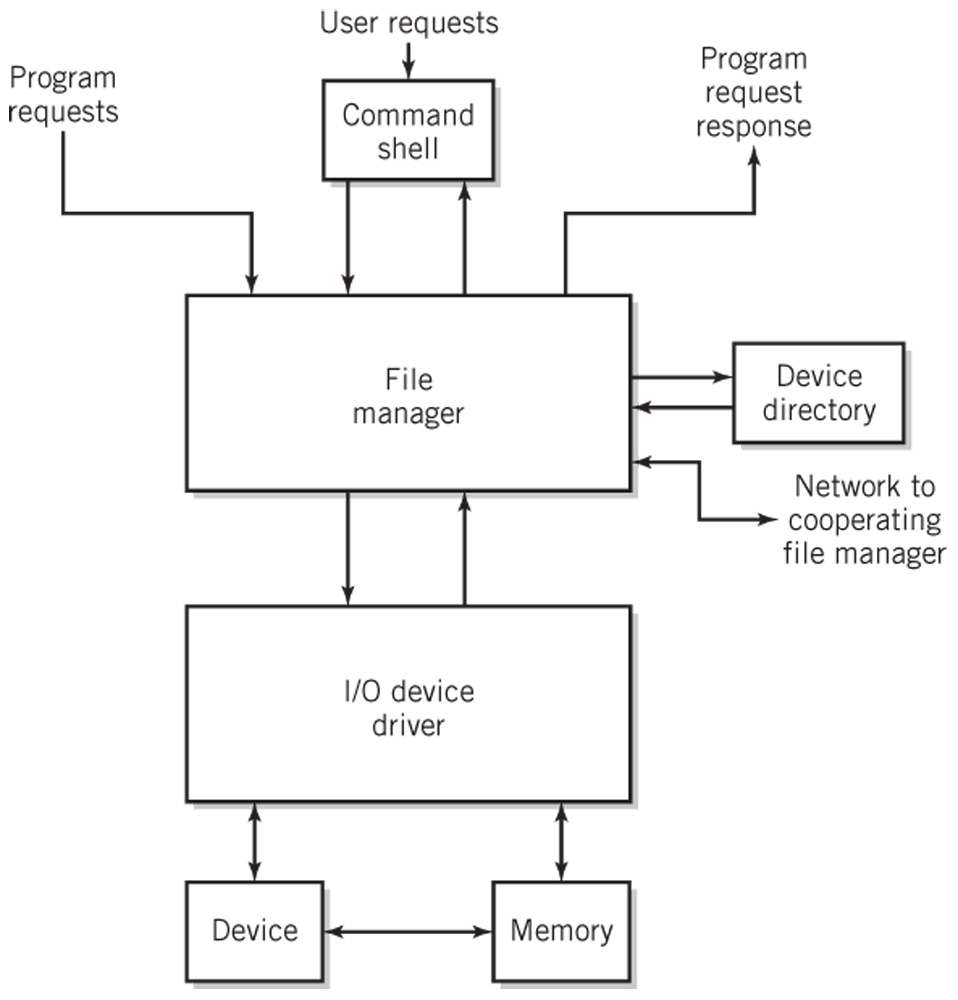 User requests
Program
requests
Program
request
response
Command
shell
File
manager
Device
directory
Network to
cooperating
file manager
I/O device
driver
Device
Memory